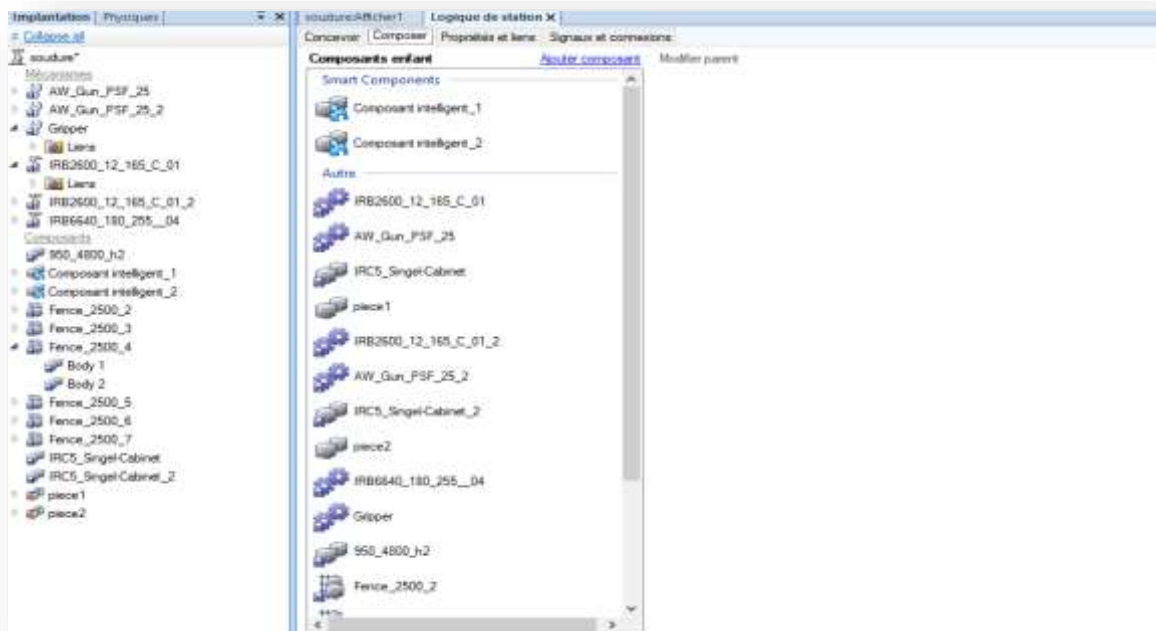 Implantation Physiques
Collapse all
soudure*
Mécanismes
AW_Gun_PSF_25
AW_Gun_PSF_25_2
Gripper
Liens
IRB2600_12_165_C_01
Liens
IRB2600_12_165_C_01_2
IRB6640_180_255__04
Composants
950_4800_h2
Composant intelligent_1
Composant intelligent_2
Fence_2500_2
Fence_2500_3
Fence_2500_4
Body 1
Body 2
Fence_2500_5
Fence_2500_6
Fence_2500_7
IRC5_Singel-Cabinet
IRC5_Singel-Cabinet_2
piece1
piece2
soudure:Afficher1 Logique de station X
Concevoir Composer Propriétés et liens Signaux et connexions
Composants enfant Ajouter composant Modifier parent
Smart Components
Composant intelligent_1
Composant intelligent_2
Autre
IRB2600_12_165_C_01
AW_Gun_PSF_25
IRC5_Singel-Cabinet
piece1
IRB2600_12_165_C_01_2
AW_Gun_PSF_25_2
IRC5_Singel-Cabinet_2
piece2
IRB6640_180_255__04
Gripper
950_4800_h2
Fence_2500_2